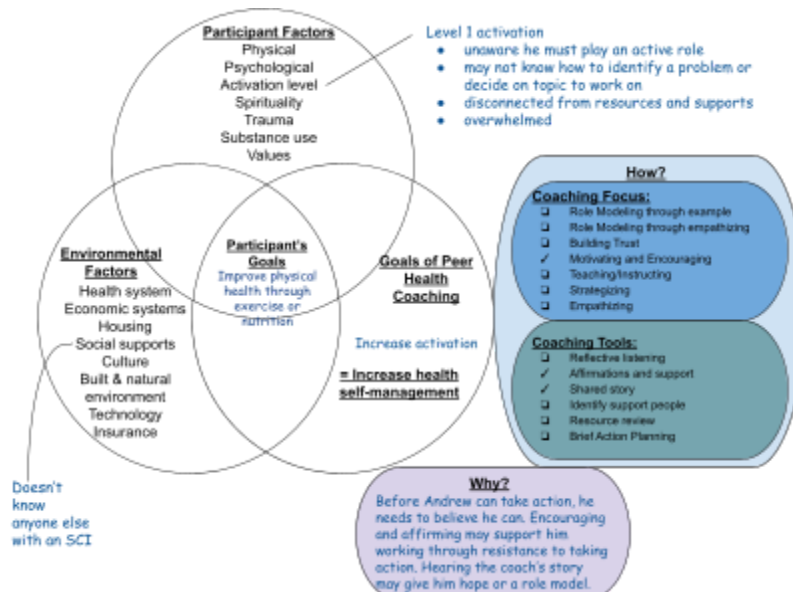 Participant Factors
Physical
Psychological
Activation level
Spirituality
Trauma
Substance use
Values
Level 1 activation
● unaware he must play an active role
● may not know how to identify a problem or
decide on topic to work on
● disconnected from resources and supports
● overwhelmed
Environmental
Factors
Health system
Economic systems
Housing
Social supports
Culture
Built & natural
environment
Technology
Insurance
Doesn't
know
anyone else
with an SCI
Participant's
Goals
Improve physical
health through
exercise or
nutrition
Goals of Peer
Health
Coaching
Increase activation
= Increase health
self-management
How?
Coaching Focus:
❏ Role Modeling through example
❏ Role Modeling through empathizing
❏ Building Trust
✓ Motivating and Encouraging
❏ Teaching/Instructing
❏ Strategizing
❏ Empathizing
Coaching Tools:
❏ Reflective listening
✓ Affirmations and support
✓ Shared story
❏ Identify support people
❏ Resource review
❏ Brief Action Planning
Why?
Before Andrew can take action, he
needs to believe he can. Encouraging
and affirming may support him
working through resistance to taking
action. Hearing the coach's story
may give him hope or a role model.